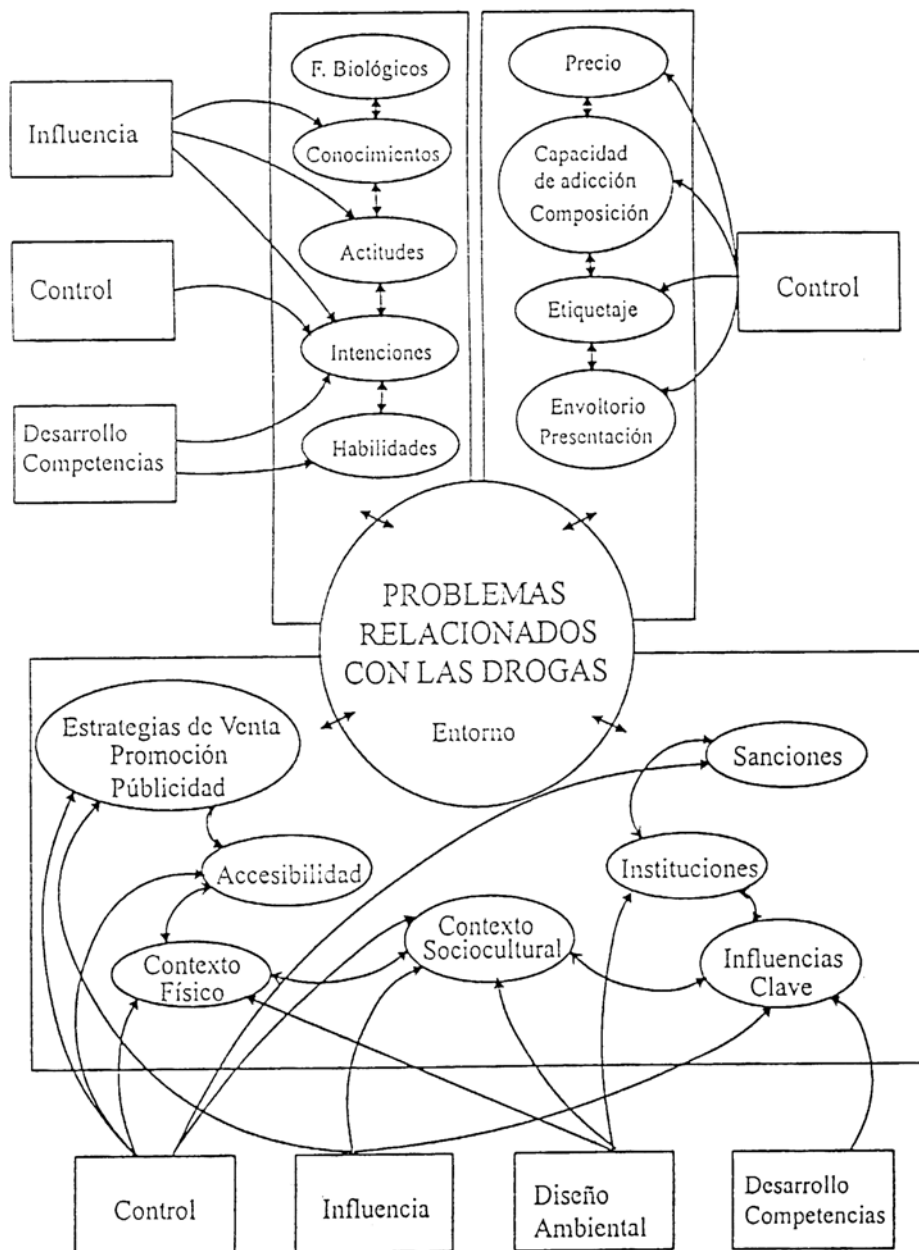 F. Biológicos
Conocimientos
Actitudes
Intenciones
Habilidades
Precio
Capacidad
de adicción
Composición
Etiquetaje
Envoltorio
Presentación
Influencia
Control
Desarrollo
Competencias
Control
PROBLEMAS
RELACIONADOS
CON LAS DROGAS
Entorno
Estrategias de Venta
Promoción
Públicidad
Accesibilidad
Contexto
Físico
Contexto
Sociocultural
Sanciones
Instituciones
Influencias
Clave
Control
Influencia
Diseño
Ambiental
Desarrollo
Competencias